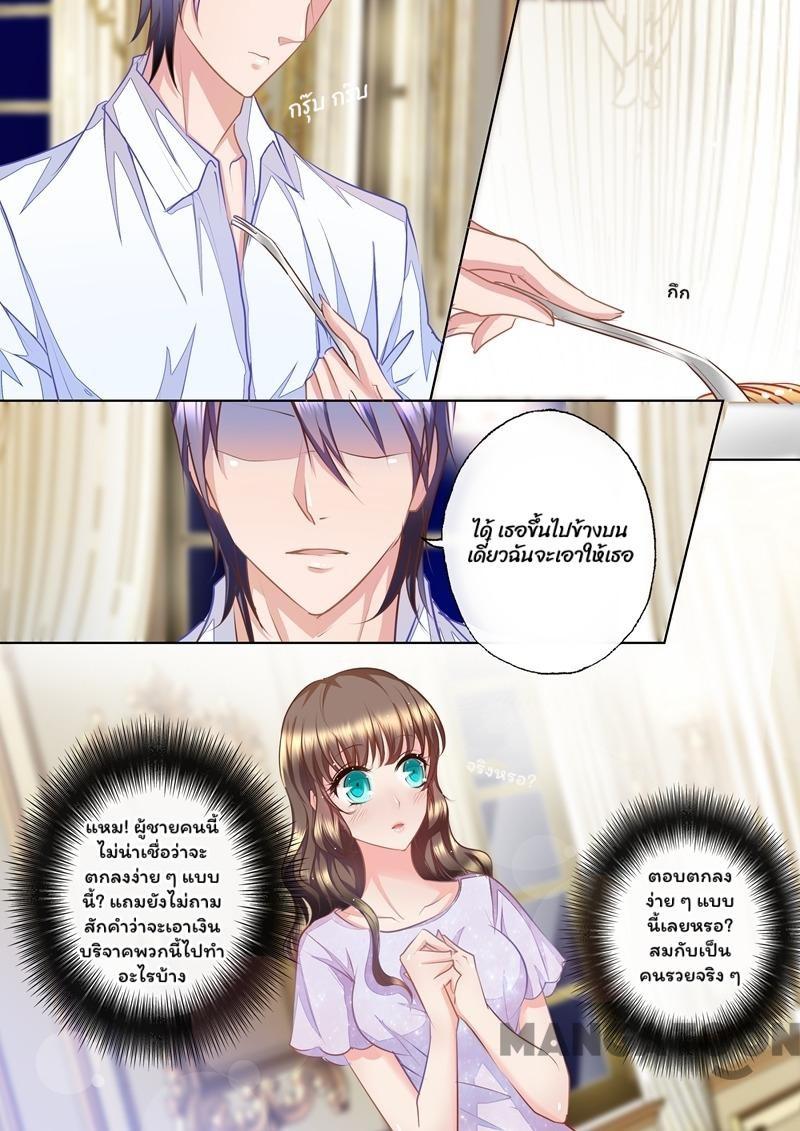 กรุ๊บ กรึบ
กึก
ได้ เธอขึ้นไปข้างบน
เดี๋ยวฉันจะเอาให้เธอ
จริงหรอ?
แหม! ผู้ชายคนนี้
ไม่น่าเชื่อว่าจะ
ตกลงง่าย ๆ แบบ
นี้? แถมยังไม่ถาม
สักคำว่าจะเอาเงิน
บริจาคพวกนี้ไปทำ
อะไรบ้าง
ตอบตกลง
ง่าย ๆ แบบ
นี้เลยหรอ?
สมกับเป็น
คนรวยจริง ๆ